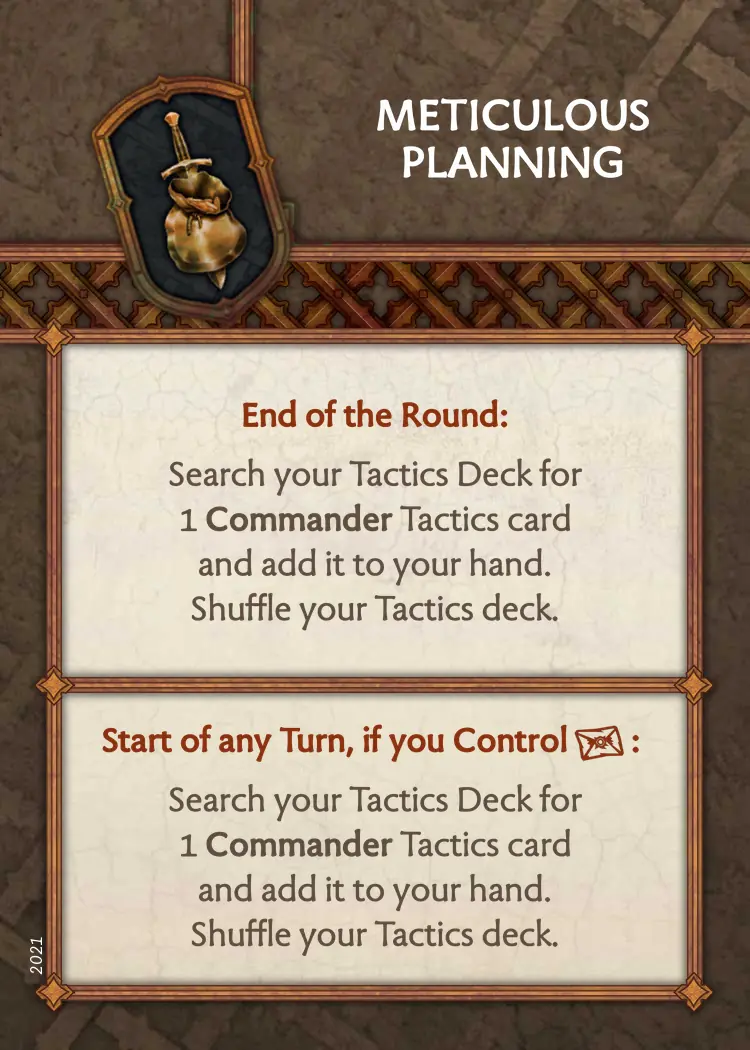 METICULOUS
PLANNING
End of the Round:
Search your Tactics Deck for
1 Commander Tactics card
and add it to your hand.
Shuffle your Tactics deck.
Start of any Turn, if you Control :
Search your Tactics Deck for
1 Commander Tactics card
and add it to your hand.
Shuffle your Tactics deck.
2021